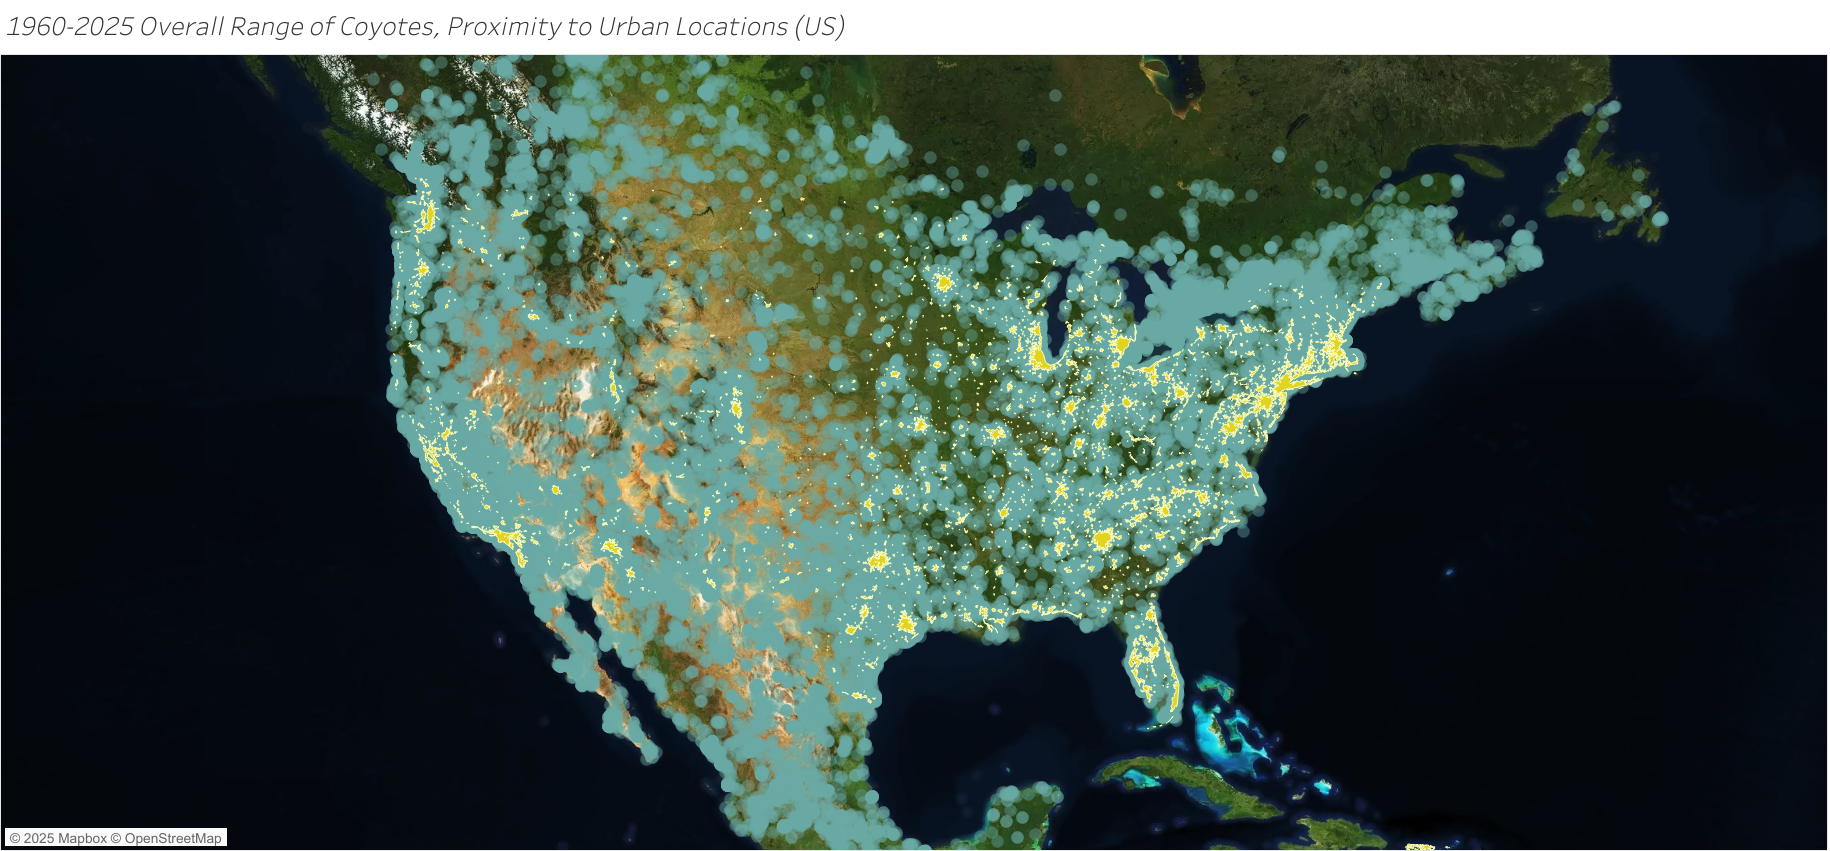 1960-2025 Overall Range of Coyotes, Proximity to Urban Locations (US)
© 2025 Mapbox © OpenStreetMap